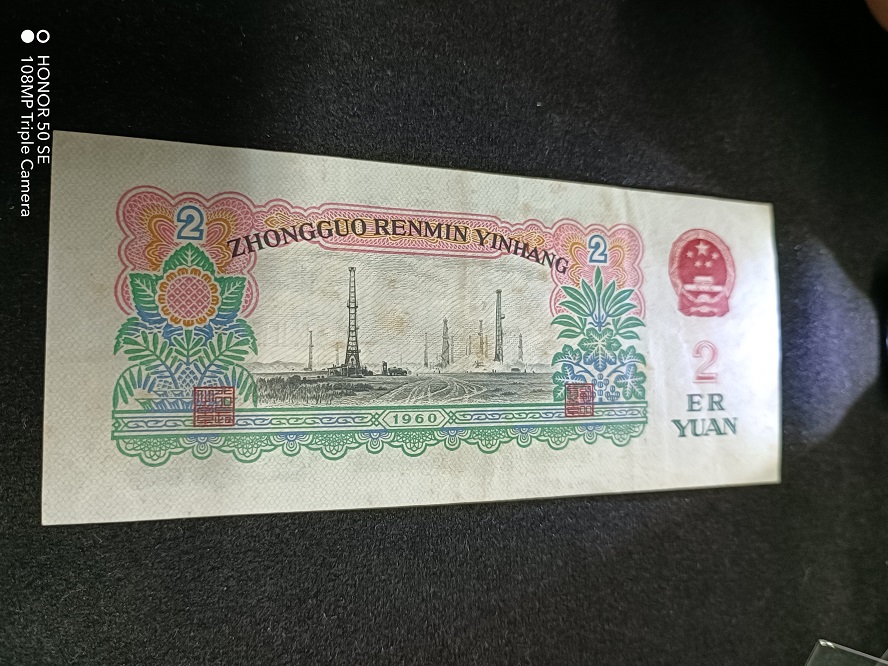 HONOR 50 SE
108MP Triple Camera
2
2
ZHONGGUO RENMIN YINHANG
1960
2
ER
YUAN